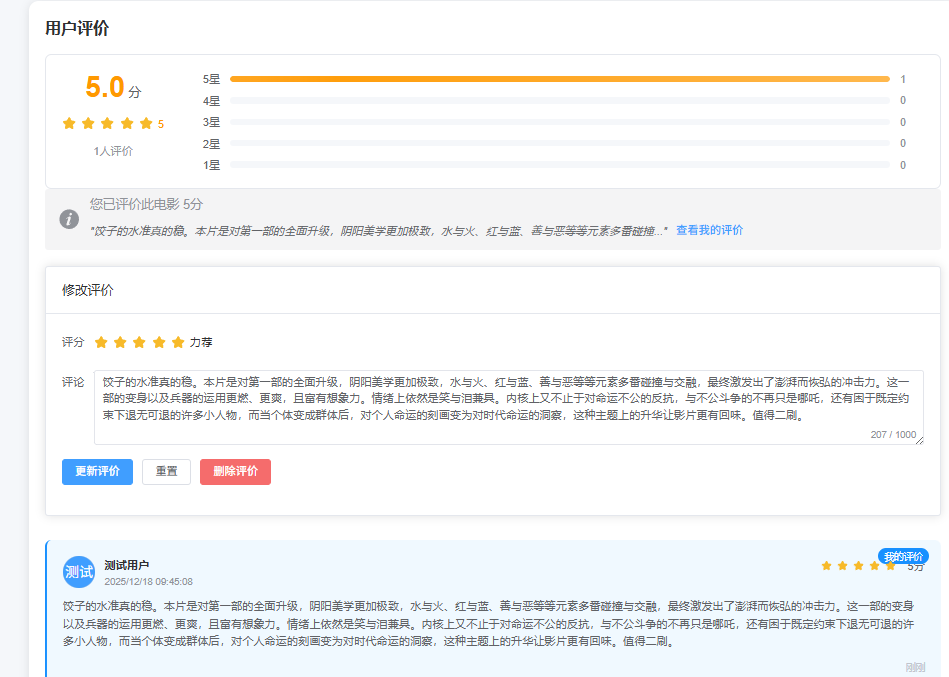 用户评价
5.0 分
5
1人评价
5星 1
4星 0
3星 0
2星 0
1星 0
您已评价此电影 5分
"饺子的水准真的稳。本片是对第一部的全面升级，阴阳美学更加极致，水与火、红与蓝、善与恶等等元素多番碰撞..." 查看我的评价
修改评价
评分 力荐
评论 饺子的水准真的稳。本片是对第一部的全面升级，阴阳美学更加极致，水与火、红与蓝、善与恶等等元素多番碰撞与交融，最终激发出了澎湃而恢弘的冲击力。这一
部的变身以及兵器的运用更燃、更爽，且富有想象力。情绪上依然是笑与泪兼具。内核上又不止于对命运不公的反抗，与不公斗争的不再只是哪吒，还有困于既定约
束下退无可退的许多小人物，而当个体变成群体后，对个人命运的刻画变为对时代命运的洞察，这种主题上的升华让影片更有回味。值得二刷。
207 / 1000
更新评价 重置 删除评价
我的评价
测试 测试用户
5分
2025/12/18 09:45:08
饺子的水准真的稳。本片是对第一部的全面升级，阴阳美学更加极致，水与火、红与蓝、善与恶等等元素多番碰撞与交融，最终激发出了澎湃而恢弘的冲击力。这一部的变身
以及兵器的运用更燃、更爽，且富有想象力。情绪上依然是笑与泪兼具。内核上又不止于对命运不公的反抗，与不公斗争的不再只是哪吒，还有困于既定约束下退无可退的许
多小人物，而当个体变成群体后，对个人命运的刻画变为对时代命运的洞察，这种主题上的升华让影片更有回味。值得二刷。
刚刚